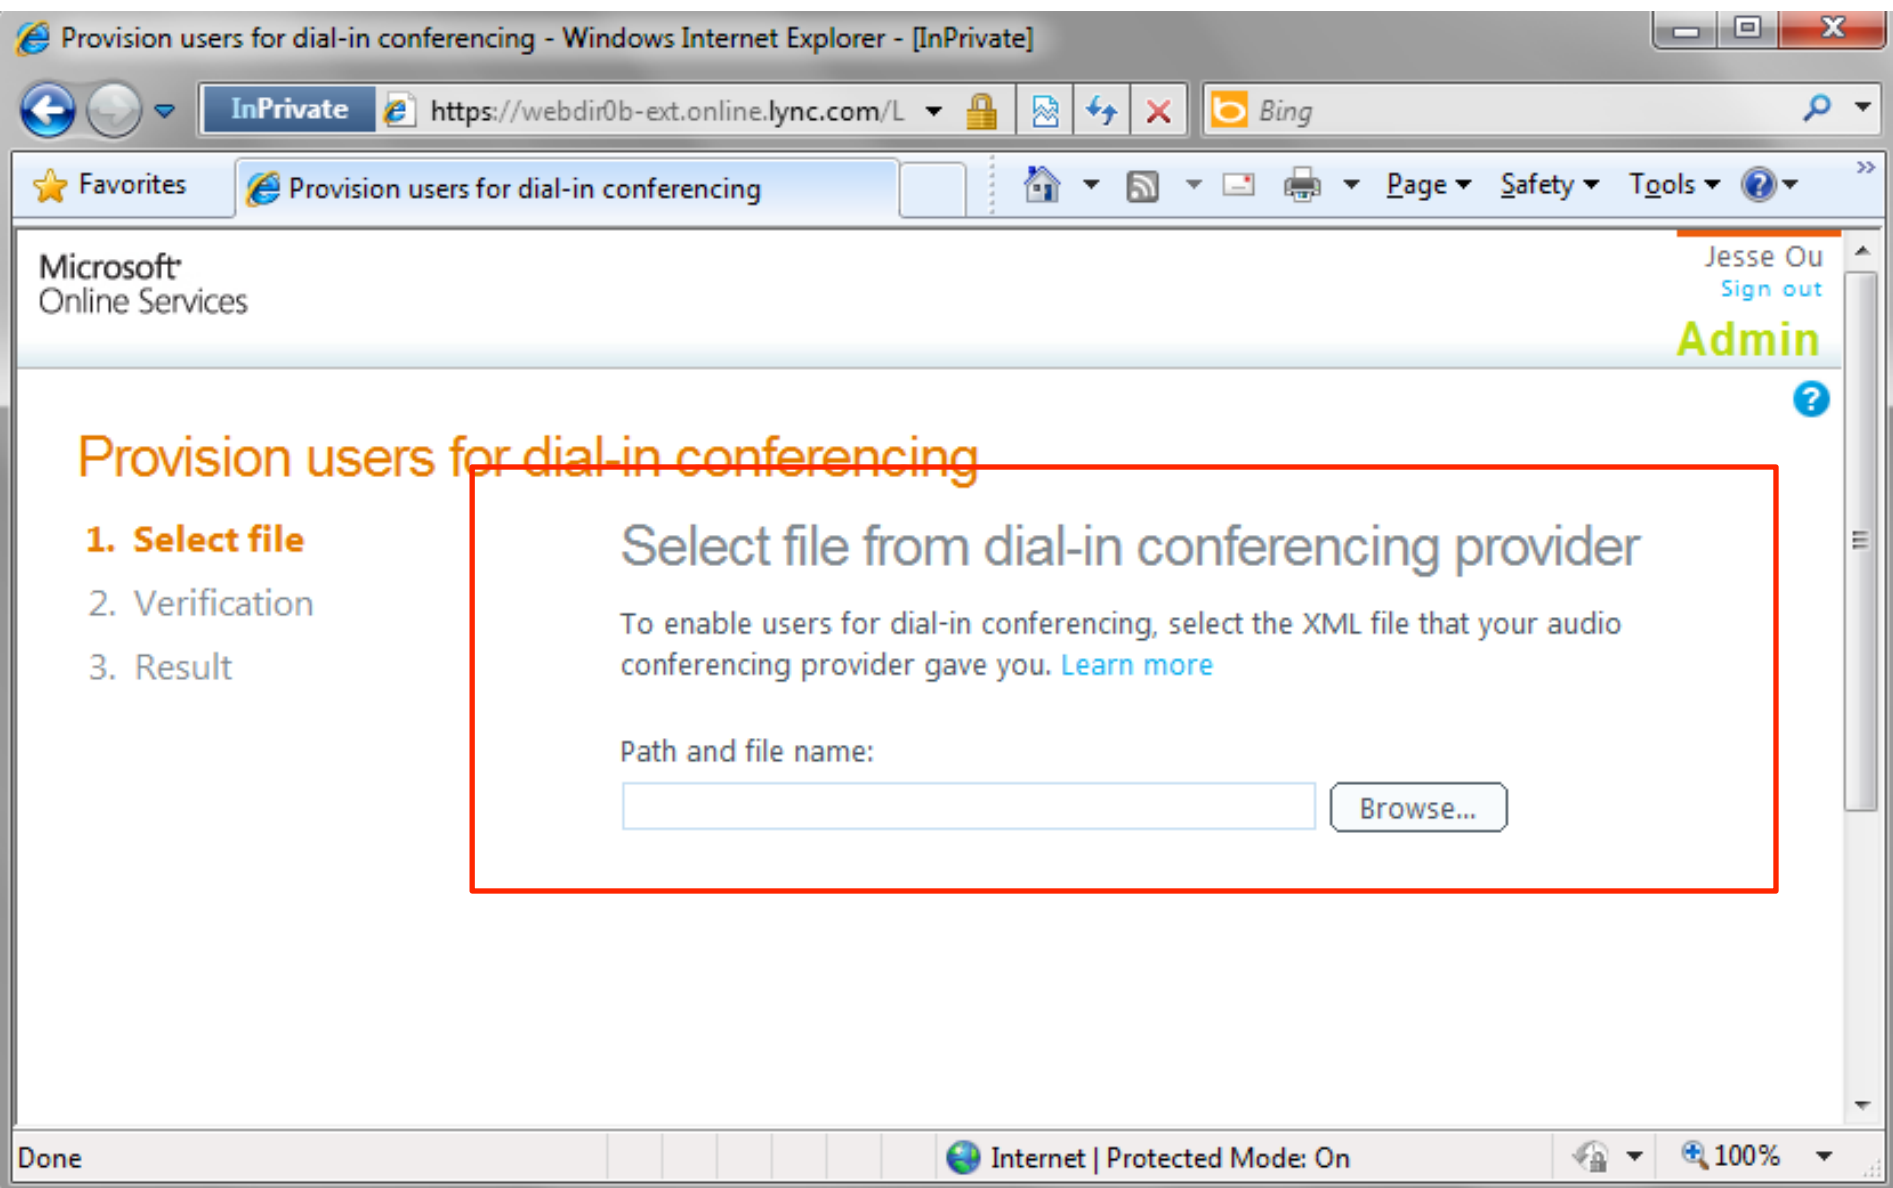 Provision users for dial-in conferencing - Windows Internet Explorer - [InPrivate]
InPrivate https://webdir0b-ext.online.lync.com/L Bing
Favorites Provision users for dial-in conferencing Page Safety Tools
Microsoft
Online Services
Jesse Ou
Sign out
Admin
Provision users for dial-in conferencing
1. Select file
2. Verification
3. Result
Select file from dial-in conferencing provider
To enable users for dial-in conferencing, select the XML file that your audio
conferencing provider gave you. Learn more
Path and file name:
Browse...
Done Internet | Protected Mode: On 100%